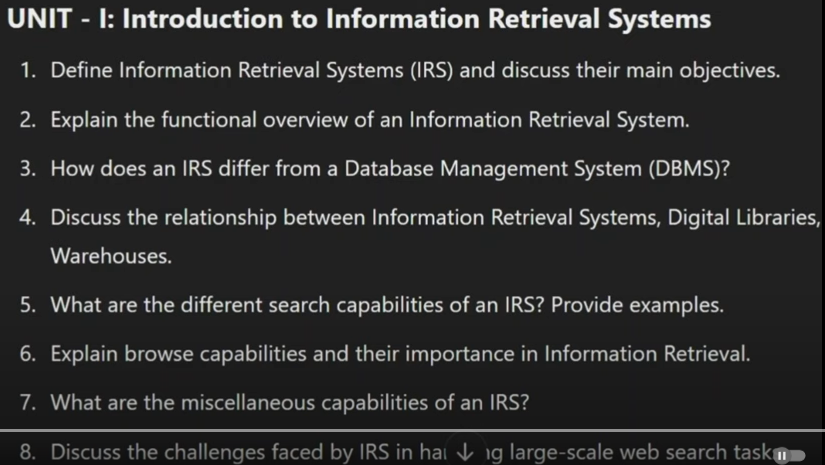 UNIT - I: Introduction to Information Retrieval Systems
1. Define Information Retrieval Systems (IRS) and discuss their main objectives.
2. Explain the functional overview of an Information Retrieval System.
3. How does an IRS differ from a Database Management System (DBMS)?
4. Discuss the relationship between Information Retrieval Systems, Digital Libraries,
Warehouses.
5. What are the different search capabilities of an IRS? Provide examples.
6. Explain browse capabilities and their importance in Information Retrieval.
7. What are the miscellaneous capabilities of an IRS?
8. Discuss the challenges faced by IRS in large-scale web search